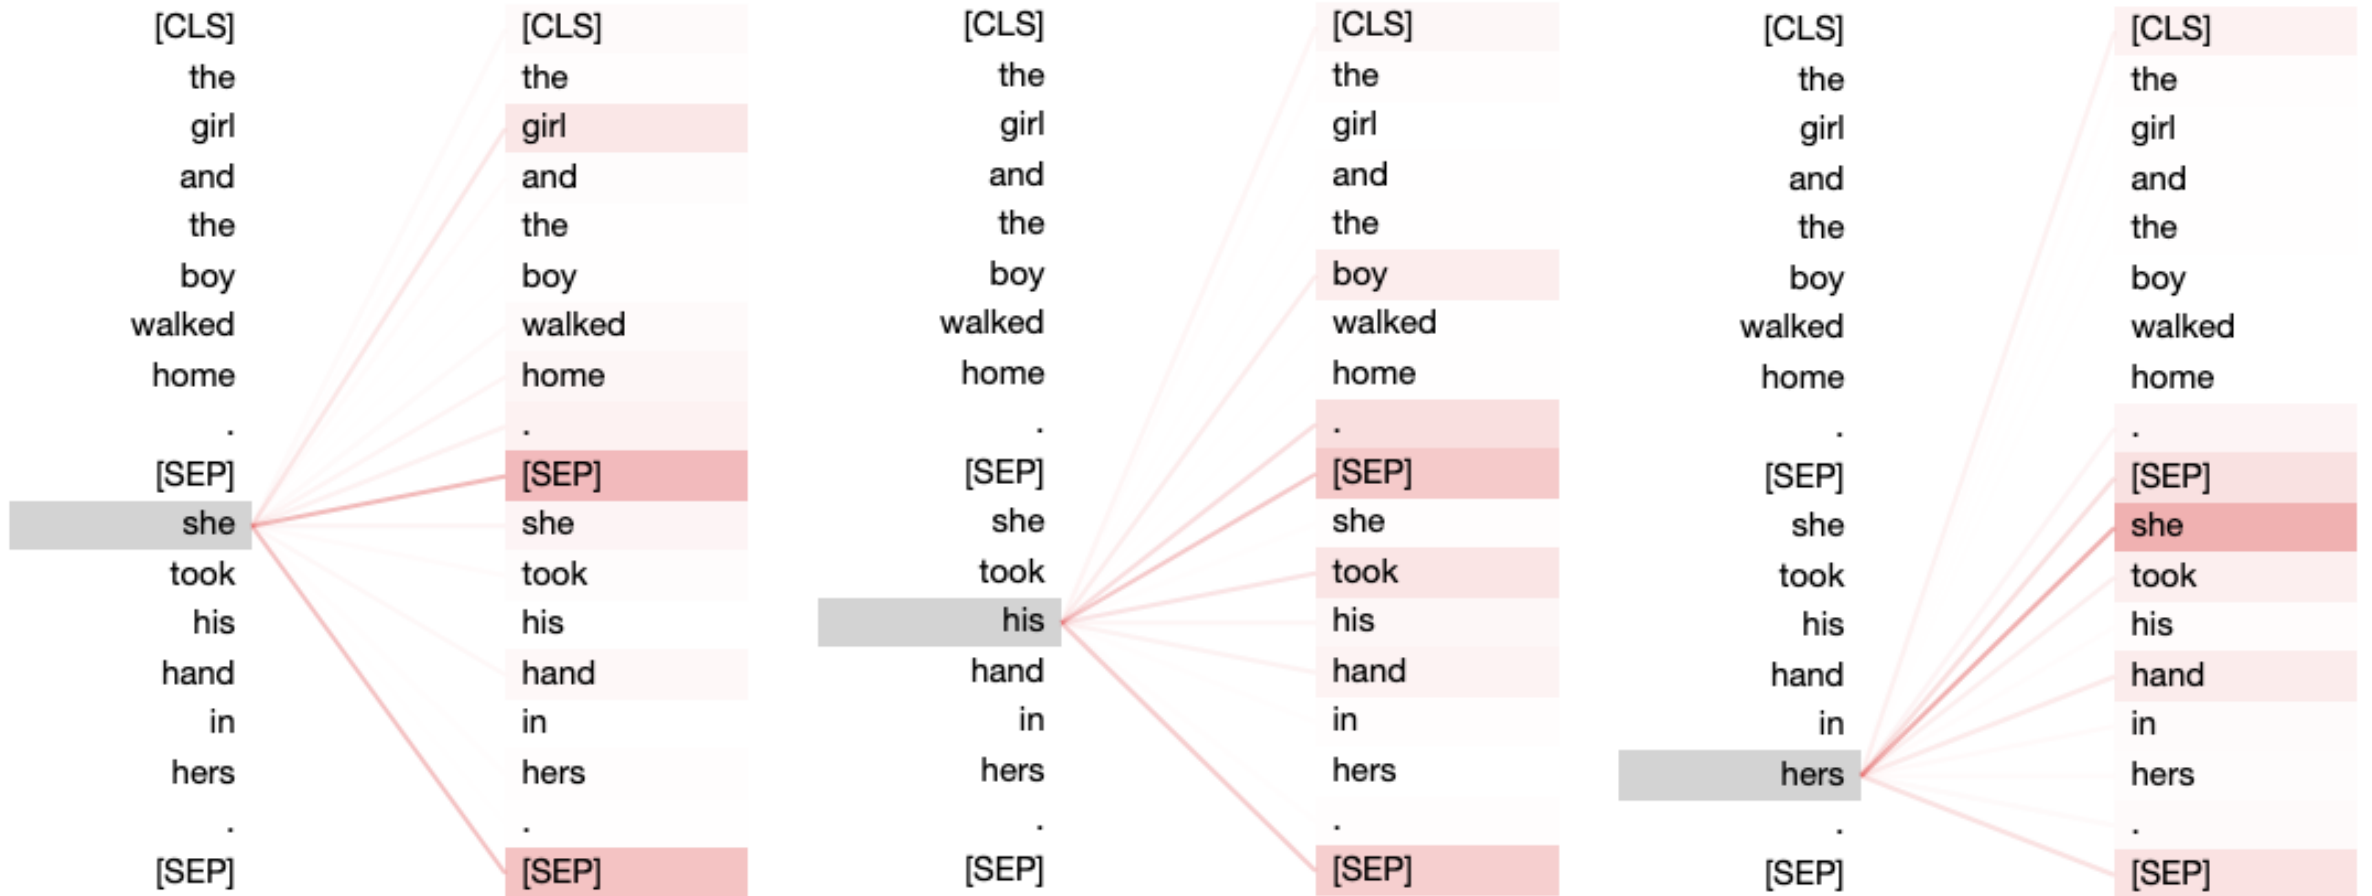 [CLS] [CLS] [CLS] [CLS] [CLS] [CLS]
the the the the the the
girl girl girl girl girl girl
and and and and and and
the the the the the the
boy boy boy boy boy boy
walked walked walked walked walked walked
home home home home home home
. . . . . .
[SEP] [SEP] [SEP] [SEP] [SEP] [SEP]
she she she she she she
took took took took took took
his his his his his his
hand hand hand hand hand hand
in in in in in in
hers hers hers hers hers hers
. . . . . .
[SEP] [SEP] [SEP] [SEP] [SEP] [SEP]